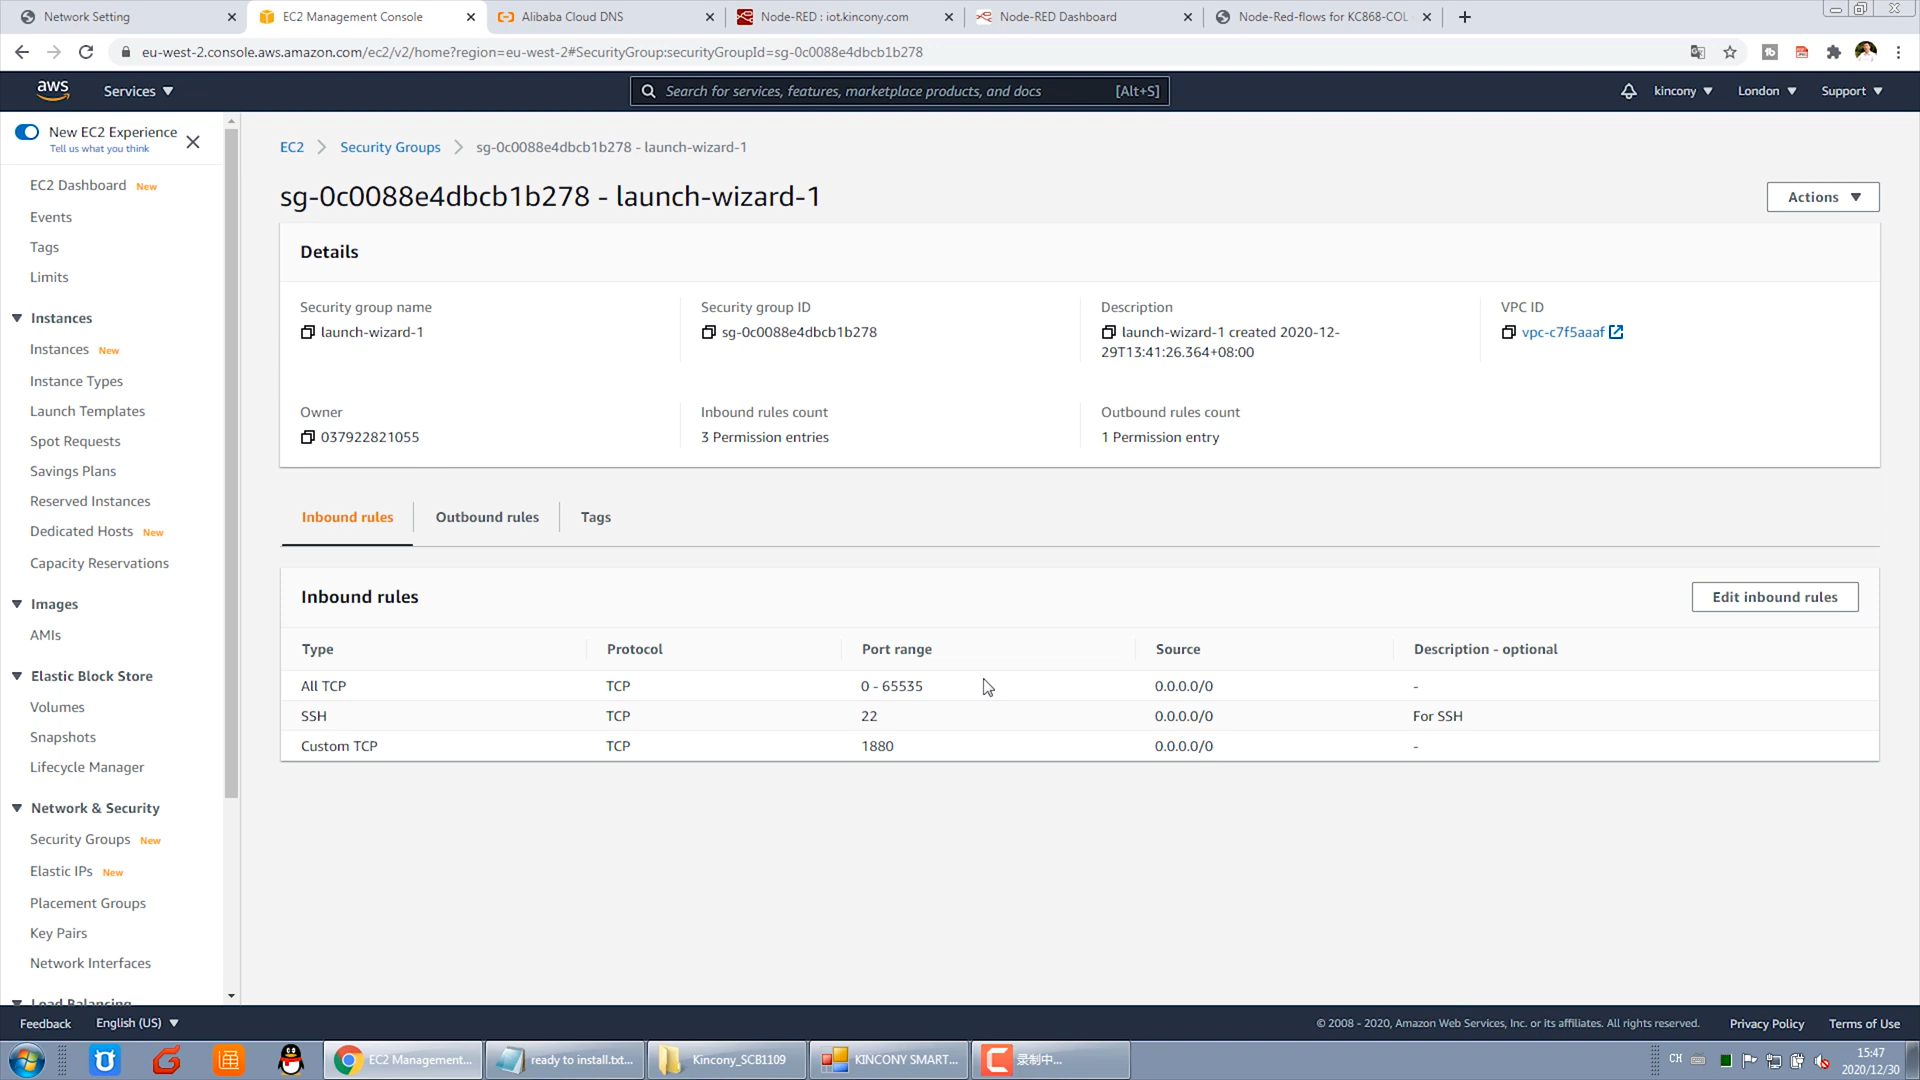 Network Setting
EC2 Management Console
Alibaba Cloud DNS
Node-RED : iot.kincony.com
Node-RED Dashboard
Node-Red-flows for KC868-COL
eu-west-2.console.aws.amazon.com/ec2/v2/home?region=eu-west-2#SecurityGroup:securityGroupId=sg-0c0088e4dbcb1b278
aws
Services
Search for services, features, marketplace products, and docs
[Alt+S]
kincony
London
Support
New EC2 Experience
Tell us what you think
EC2 Dashboard New
Events
Tags
Limits
Instances
Instances New
Instance Types
Launch Templates
Spot Requests
Savings Plans
Reserved Instances
Dedicated Hosts New
Capacity Reservations
Images
AMIs
Elastic Block Store
Volumes
Snapshots
Lifecycle Manager
Network & Security
Security Groups New
Elastic IPs New
Placement Groups
Key Pairs
Network Interfaces
Load Balancing
EC2
Security Groups
sg-0c0088e4dbcb1b278 - launch-wizard-1
sg-0c0088e4dbcb1b278 - launch-wizard-1
Actions
Details
Security group name
launch-wizard-1
Security group ID
sg-0c0088e4dbcb1b278
Description
launch-wizard-1 created 2020-12-
29T13:41:26.364+08:00
VPC ID
vpc-c7f5aaaf
Owner
037922821055
Inbound rules count
3 Permission entries
Outbound rules count
1 Permission entry
Inbound rules
Outbound rules
Tags
Inbound rules
Edit inbound rules
Type Protocol Port range Source Description - optional
All TCP TCP 0 - 65535 0.0.0.0/0 -
SSH TCP 22 0.0.0.0/0 For SSH
Custom TCP TCP 1880 0.0.0.0/0 -
Feedback
English (US)
© 2008 - 2020, Amazon Web Services, Inc. or its affiliates. All rights reserved.
Privacy Policy
Terms of Use
EC2 Management...
ready to install.txt...
Kincony_SCB1109
KINCONY SMART...
录制中...
CH
15:47
2020/12/30